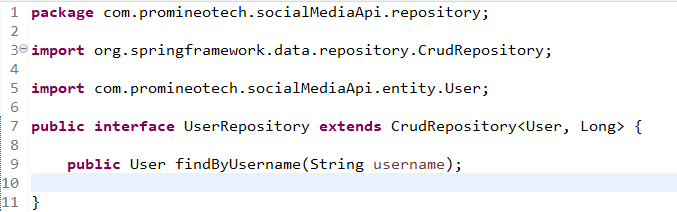 1 package com.promineotech.socialMediaApi.repository;
2
3 import org.springframework.data.repository.CrudRepository;
4
5 import com.promineotech.socialMediaApi.entity.User;
6
7 public interface UserRepository extends CrudRepository<User, Long> {
8
9     public User findByUsername(String username);
10
11 }